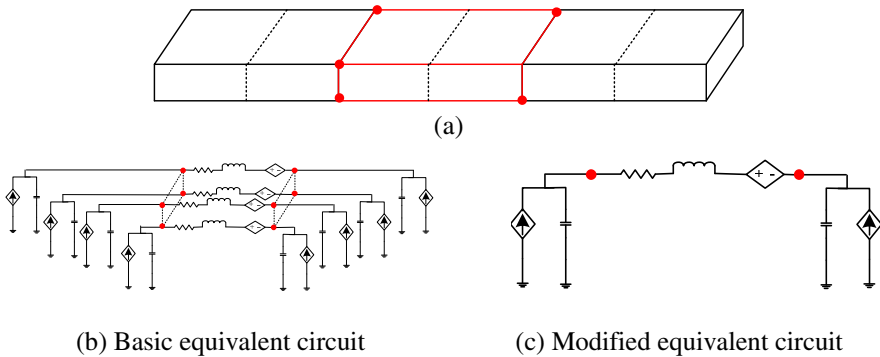 (a)
(b) Basic equivalent circuit
(c) Modified equivalent circuit